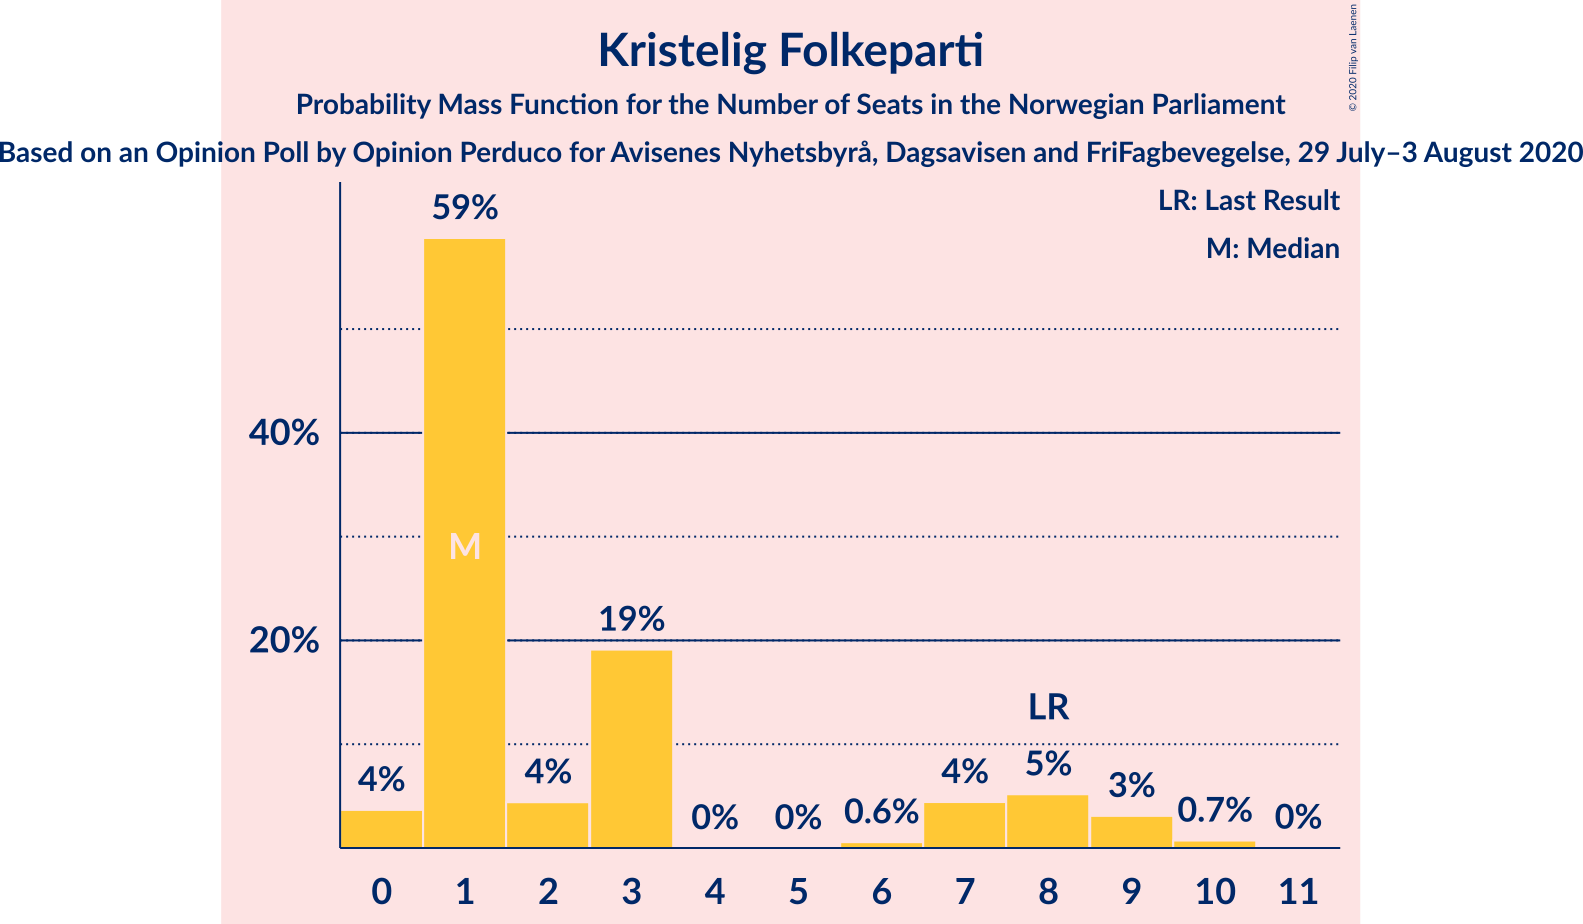 Kristelig Folkeparti
Probability Mass Function for the Number of Seats in the Norwegian Parliament
Based on an Opinion Poll by Opinion Perduco for Avisenes Nyhetsbyrå, Dagsavisen and FriFagbevegelse, 29 July–3 August 2020
© 2020 Filip van Laenen
LR: Last Result
M: Median
59%
40%
M
19%
20%
LR
4%
4%
0%
0%
0.6%
4%
5%
3%
0.7%
0%
0 1 2 3 4 5 6 7 8 9 10 11